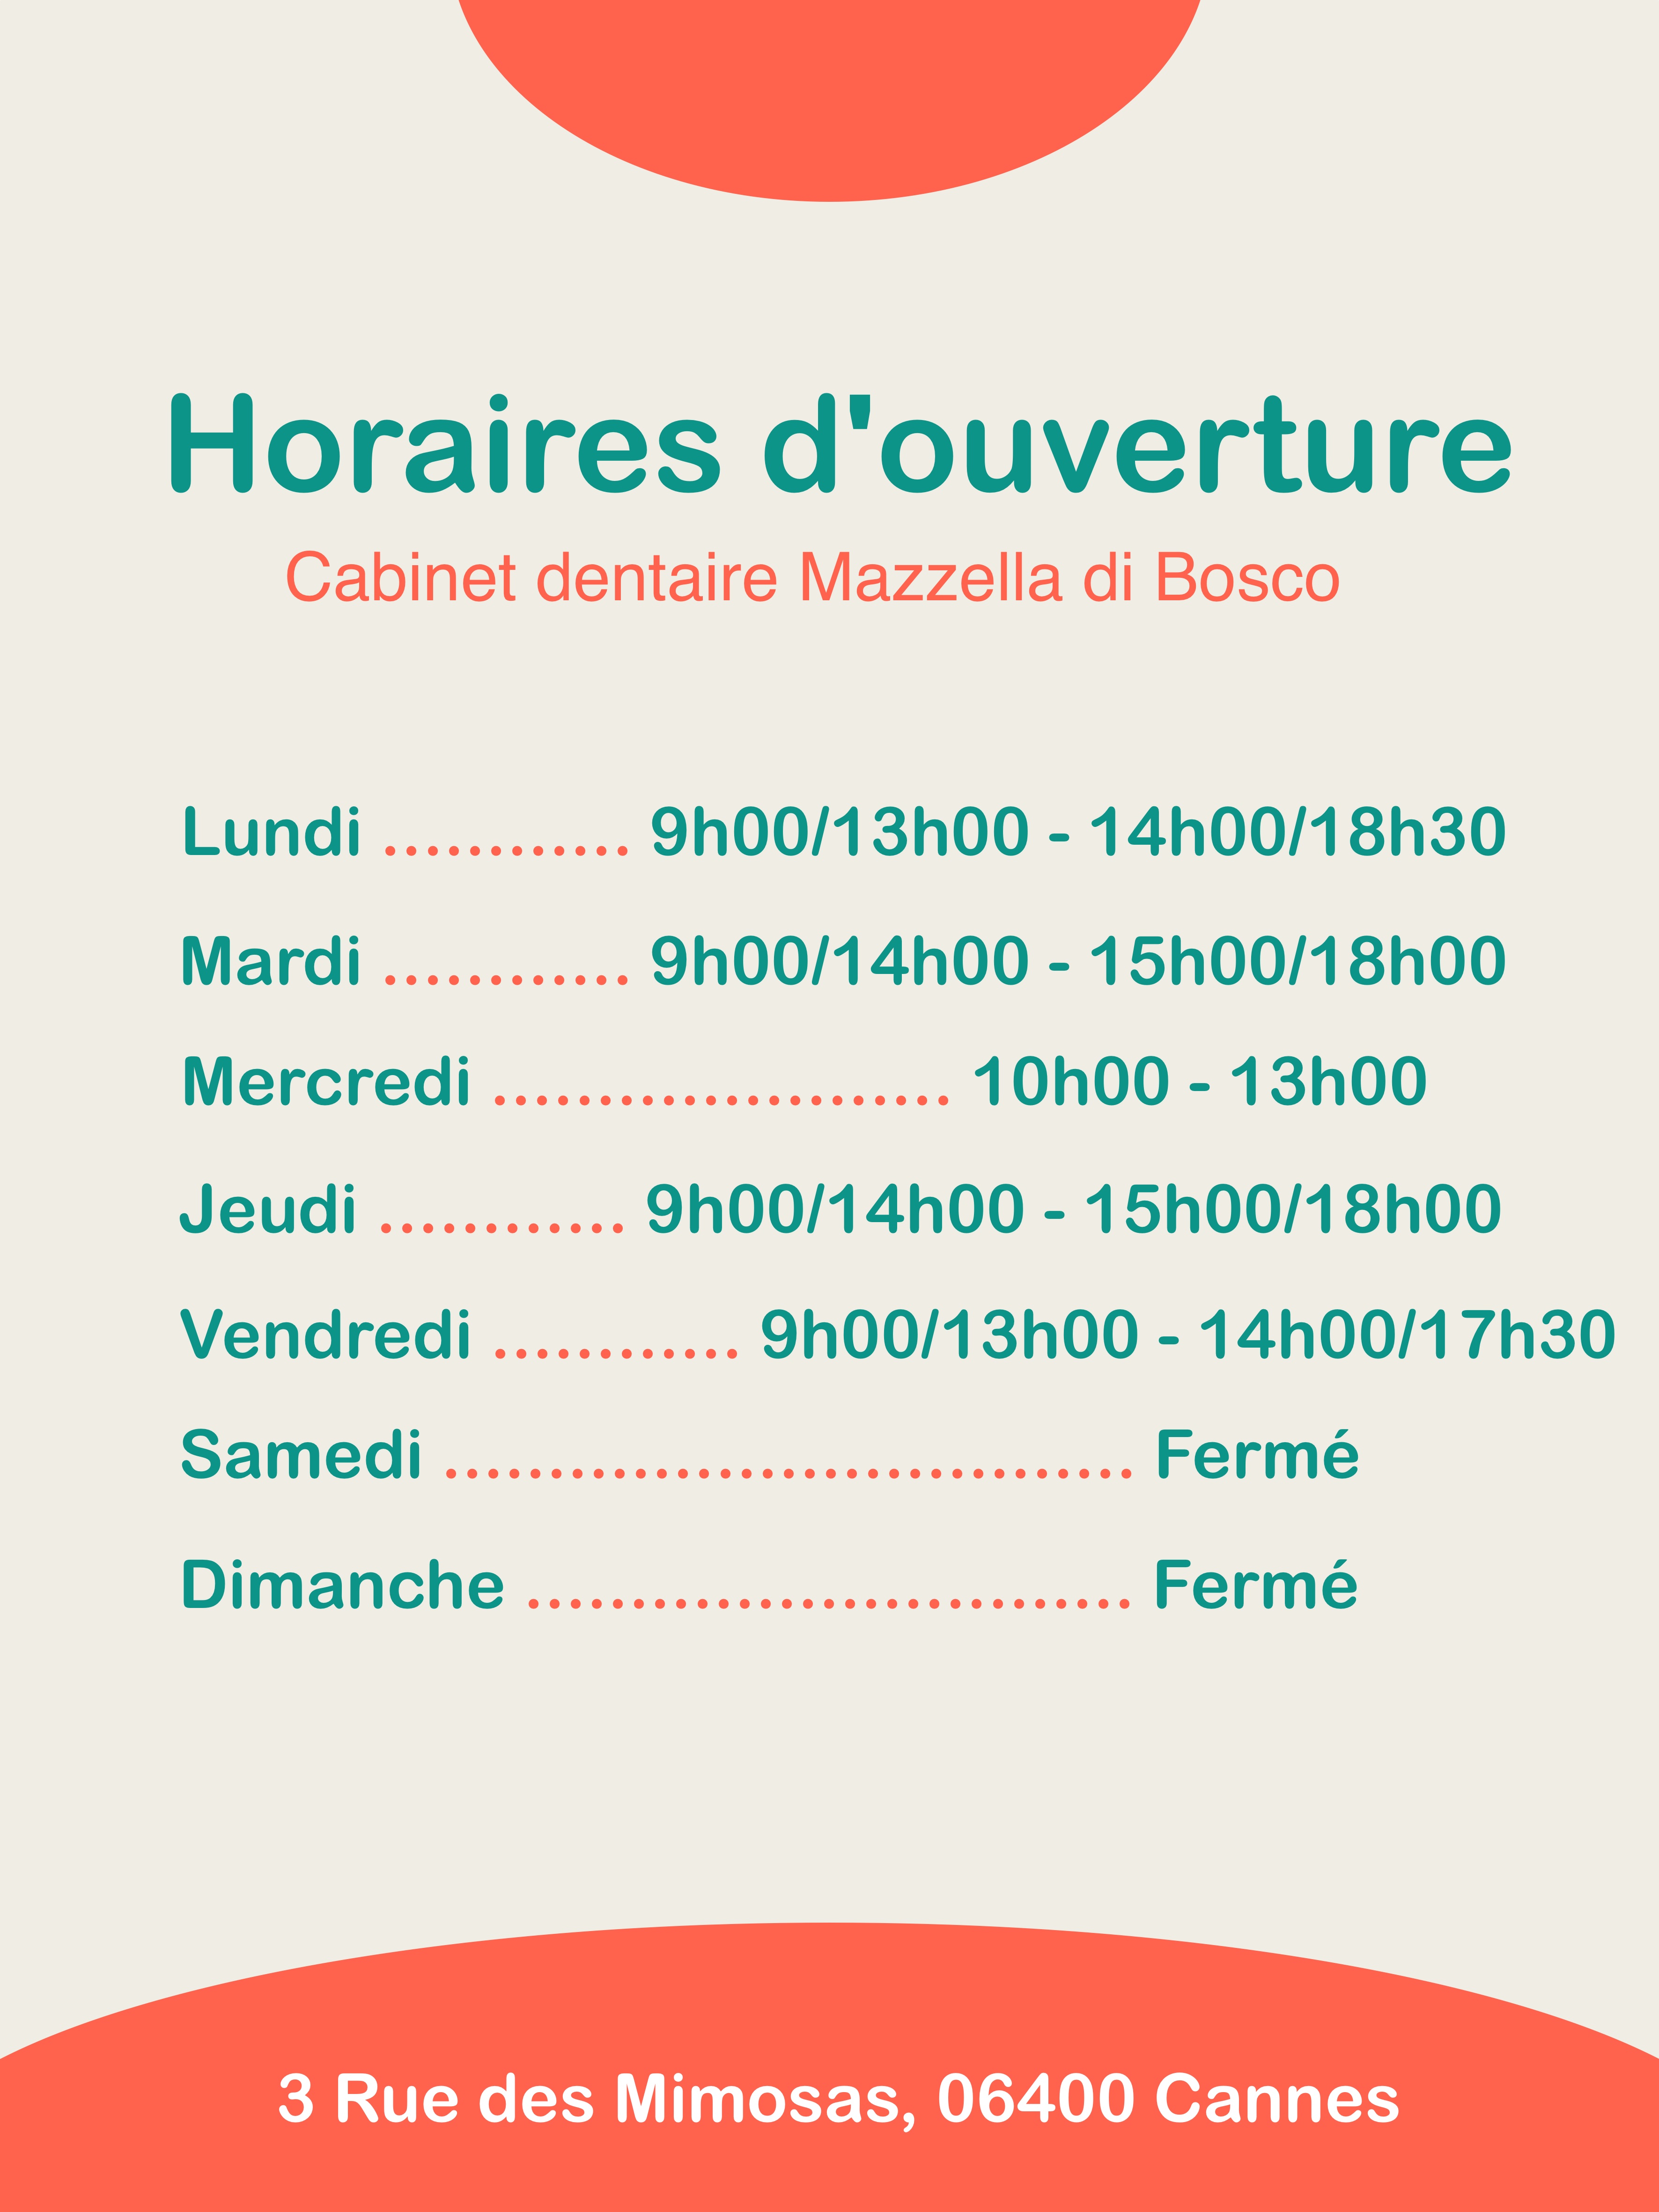 Horaires d'ouverture
Cabinet dentaire Mazzella di Bosco
Lundi ............ 9h00/13h00 - 14h00/18h30
Mardi ............ 9h00/14h00 - 15h00/18h00
Mercredi ...................... 10h00 - 13h00
Jeudi ............ 9h00/14h00 - 15h00/18h00
Vendredi ............ 9h00/13h00 - 14h00/17h30
Samedi ................................. Fermé
Dimanche ............................. Fermé
3 Rue des Mimosas, 06400 Cannes